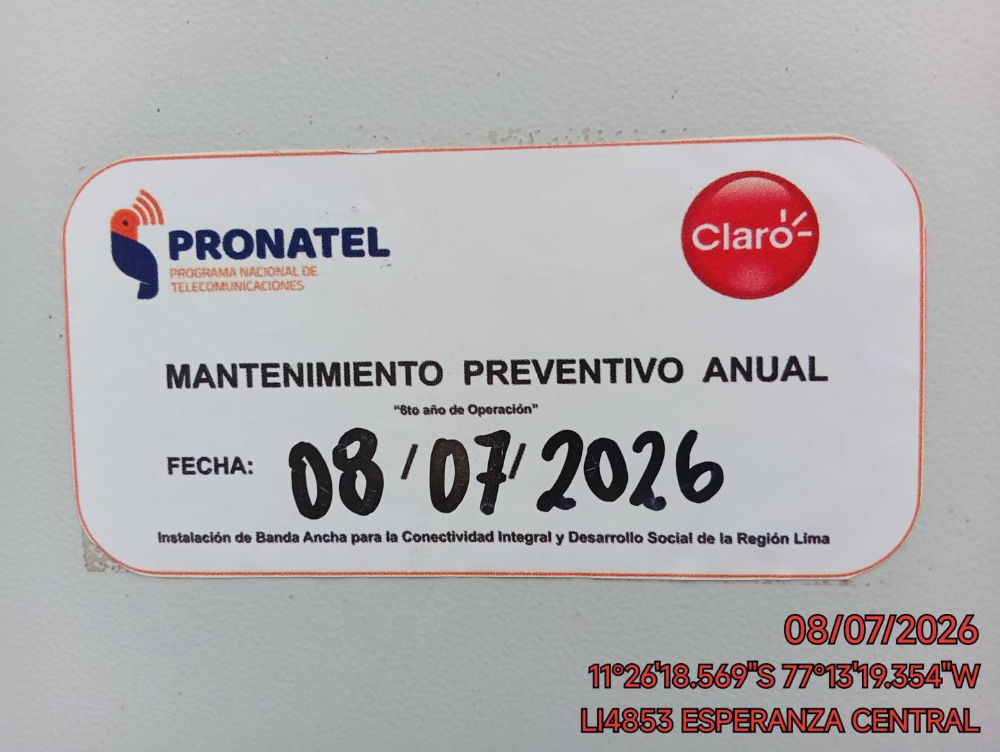 PRONATEL
PROGRAMA NACIONAL DE
TELECOMUNICACIONES
Claro
MANTENIMIENTO PREVENTIVO ANUAL
"6to año de Operación"
FECHA: 08/07/2026
Instalación de Banda Ancha para la Conectividad Integral y Desarrollo Social de la Región Lima
08/07/2026
11°26'18.569"S 77°13'19.354"W
LI4853 ESPERANZA CENTRAL